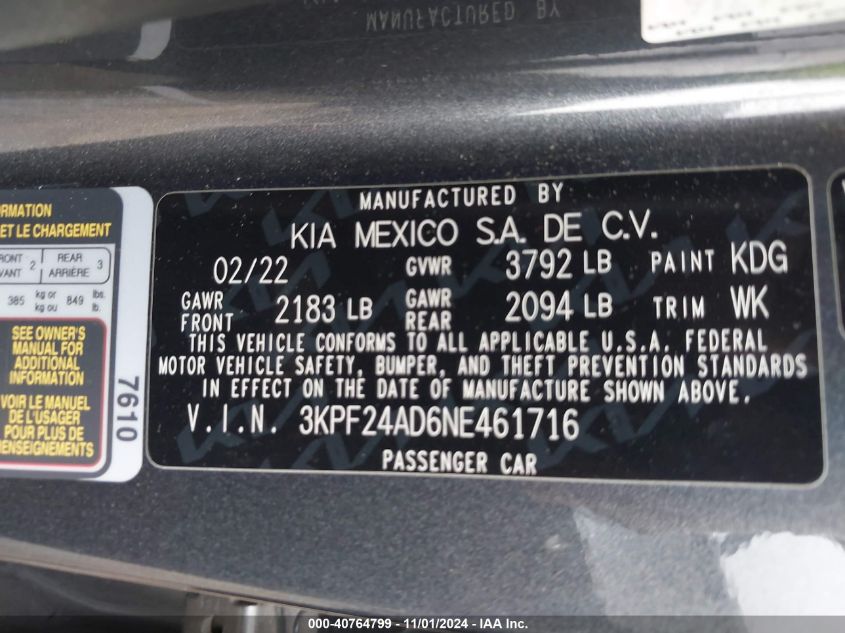 MANUFACTURED BY
ORMATION
ET LE CHARGEMENT
RONT 2 REAR 3
VANT ARRIÈRE
385 kg or kg ou 849 lbs. lb.
SEE OWNER'S
MANUAL FOR
ADDITIONAL
INFORMATION
VOIR LE MANUEL
DE L'USAGER
POUR PLUS DE
RENSEIGNEMENTS
7610
MANUFACTURED BY
KIA MEXICO S.A. DE C.V.
02/22 GVWR 3792 LB PAINT KDG
GAWR FRONT 2183 LB GAWR REAR 2094 LB TRIM WK
THIS VEHICLE CONFORMS TO ALL APPLICABLE U.S.A. FEDERAL
MOTOR VEHICLE SAFETY, BUMPER, AND THEFT PREVENTION STANDARDS
IN EFFECT ON THE DATE OF MANUFACTURE SHOWN ABOVE.
V.I.N. 3KPF24AD6NE461716
PASSENGER CAR
000-40764799 - 11/01/2024 - IAA Inc.